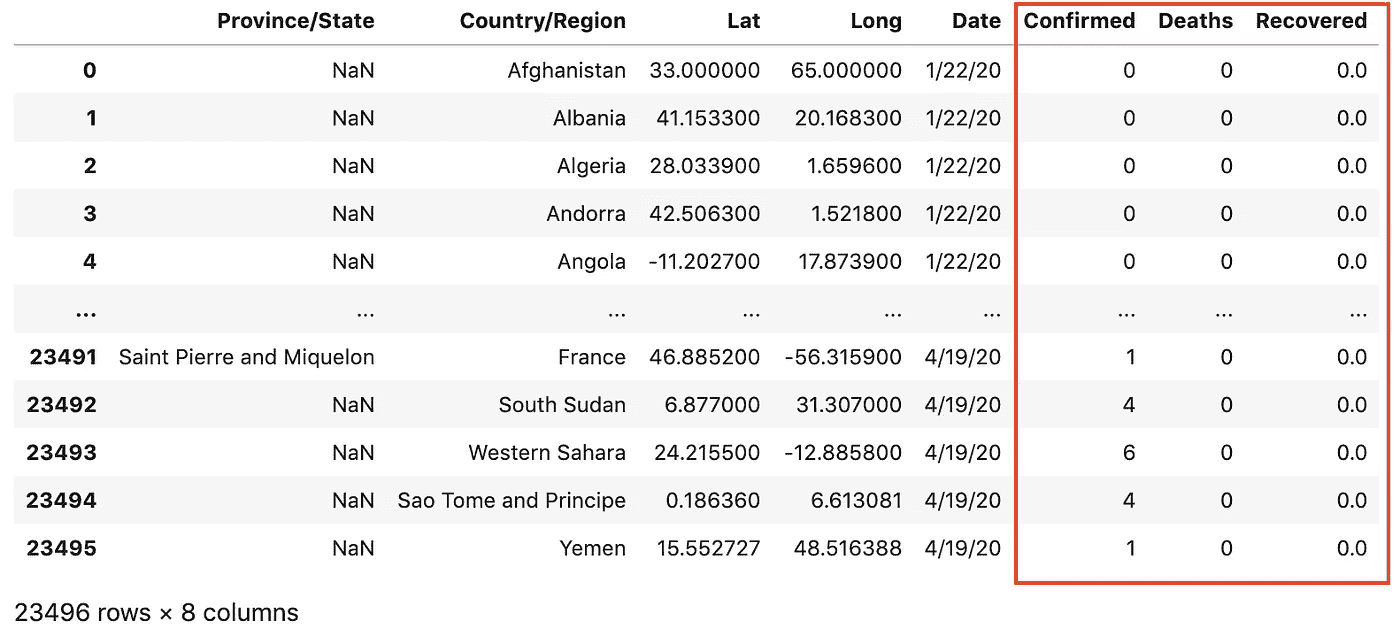 Province/State Country/Region Lat Long Date Confirmed Deaths Recovered
0 NaN Afghanistan 33.000000 65.000000 1/22/20 0 0 0.0
1 NaN Albania 41.153300 20.168300 1/22/20 0 0 0.0
2 NaN Algeria 28.033900 1.659600 1/22/20 0 0 0.0
3 NaN Andorra 42.506300 1.521800 1/22/20 0 0 0.0
4 NaN Angola -11.202700 17.873900 1/22/20 0 0 0.0
... ... ... ... ... ... ... ... ...
23491 Saint Pierre and Miquelon France 46.885200 -56.315900 4/19/20 1 0 0.0
23492 NaN South Sudan 6.877000 31.307000 4/19/20 4 0 0.0
23493 NaN Western Sahara 24.215500 -12.885800 4/19/20 6 0 0.0
23494 NaN Sao Tome and Principe 0.186360 6.613081 4/19/20 4 0 0.0
23495 NaN Yemen 15.552727 48.516388 4/19/20 1 0 0.0
23496 rows × 8 columns